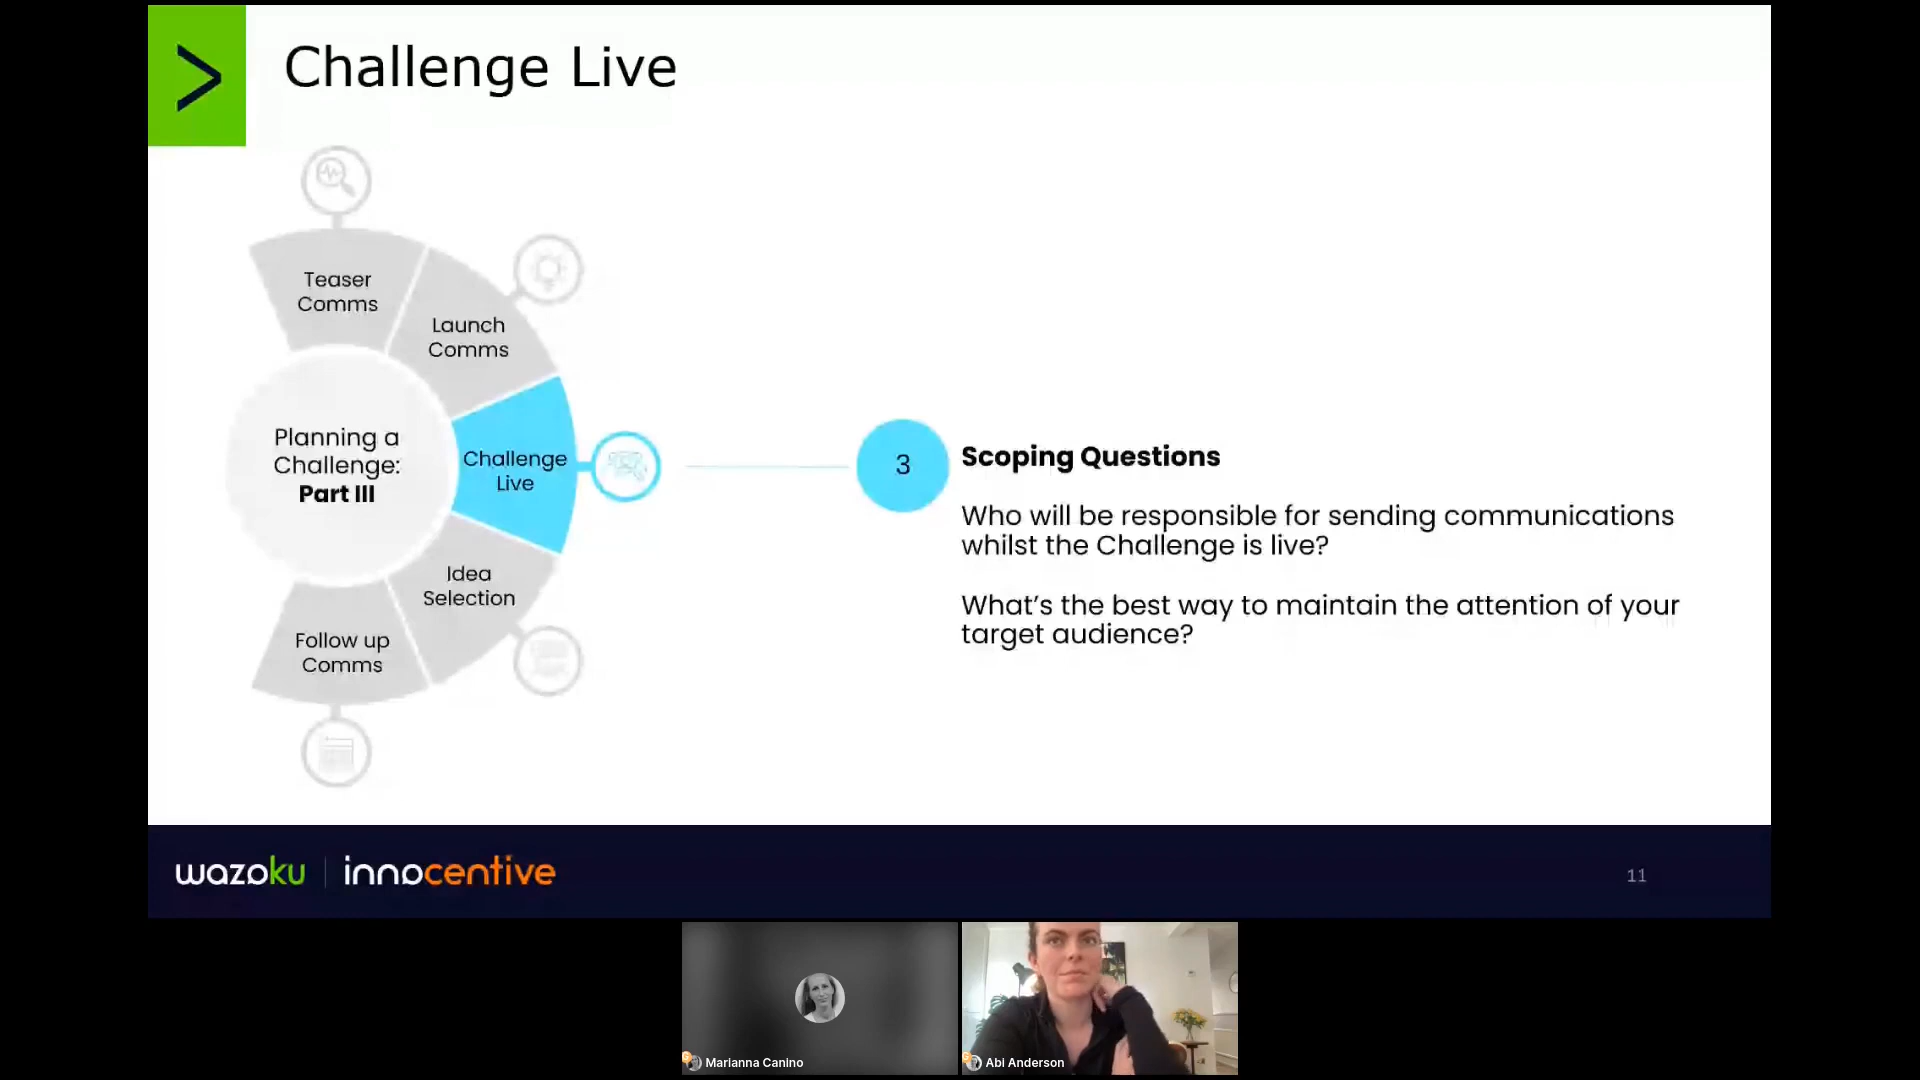 Challenge Live
Teaser
Comms
Launch
Comms
Planning a
Challenge:
Part III
Challenge
Live
Idea
Selection
Follow up
Comms
3
Scoping Questions
Who will be responsible for sending communications
whilst the Challenge is live?
What's the best way to maintain the attention of your
target audience?
wazoku | innocentive
11
Marianna Canino
Abi Anderson